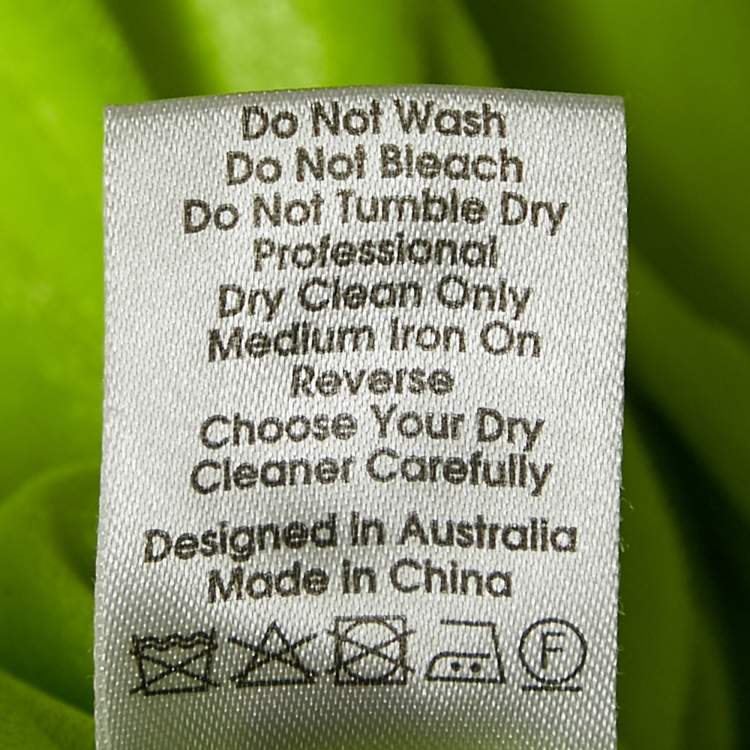 Do Not Wash
Do Not Bleach
Do Not Tumble Dry
Professional
Dry Clean Only
Medium Iron On
Reverse
Choose Your Dry
Cleaner Carefully
Designed In Australia
Made In China
F